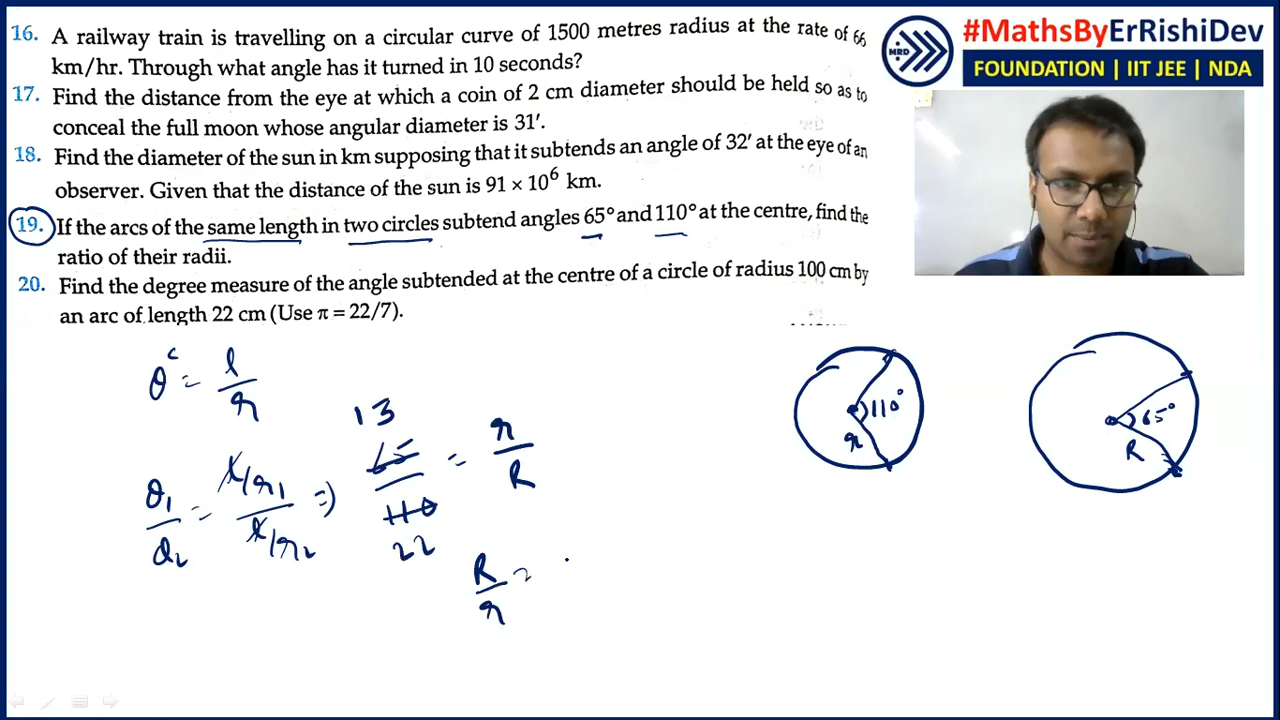 16. A railway train is travelling on a circular curve of 1500 metres radius at the rate of 66
km/hr. Through what angle has it turned in 10 seconds?
17. Find the distance from the eye at which a coin of 2 cm diameter should be held so as to
conceal the full moon whose angular diameter is 31′.
18. Find the diameter of the sun in km supposing that it subtends an angle of 32′ at the eye of an
observer. Given that the distance of the sun is 91 × 10⁶ km.
19. If the arcs of the same length in two circles subtend angles 65° and 110° at the centre, find the
ratio of their radii.
20. Find the degree measure of the angle subtended at the centre of a circle of radius 100 cm by
an arc of length 22 cm (Use π = 22/7).
#MathsByErRishiDev
MRD
FOUNDATION | IIT JEE | NDA
θᶜ = l/r
θ₁/θ₂ = l/r₁ / l/r₂ ⇒ 13 65/110 22 = r/R
R/r =
110°
r
65°
R